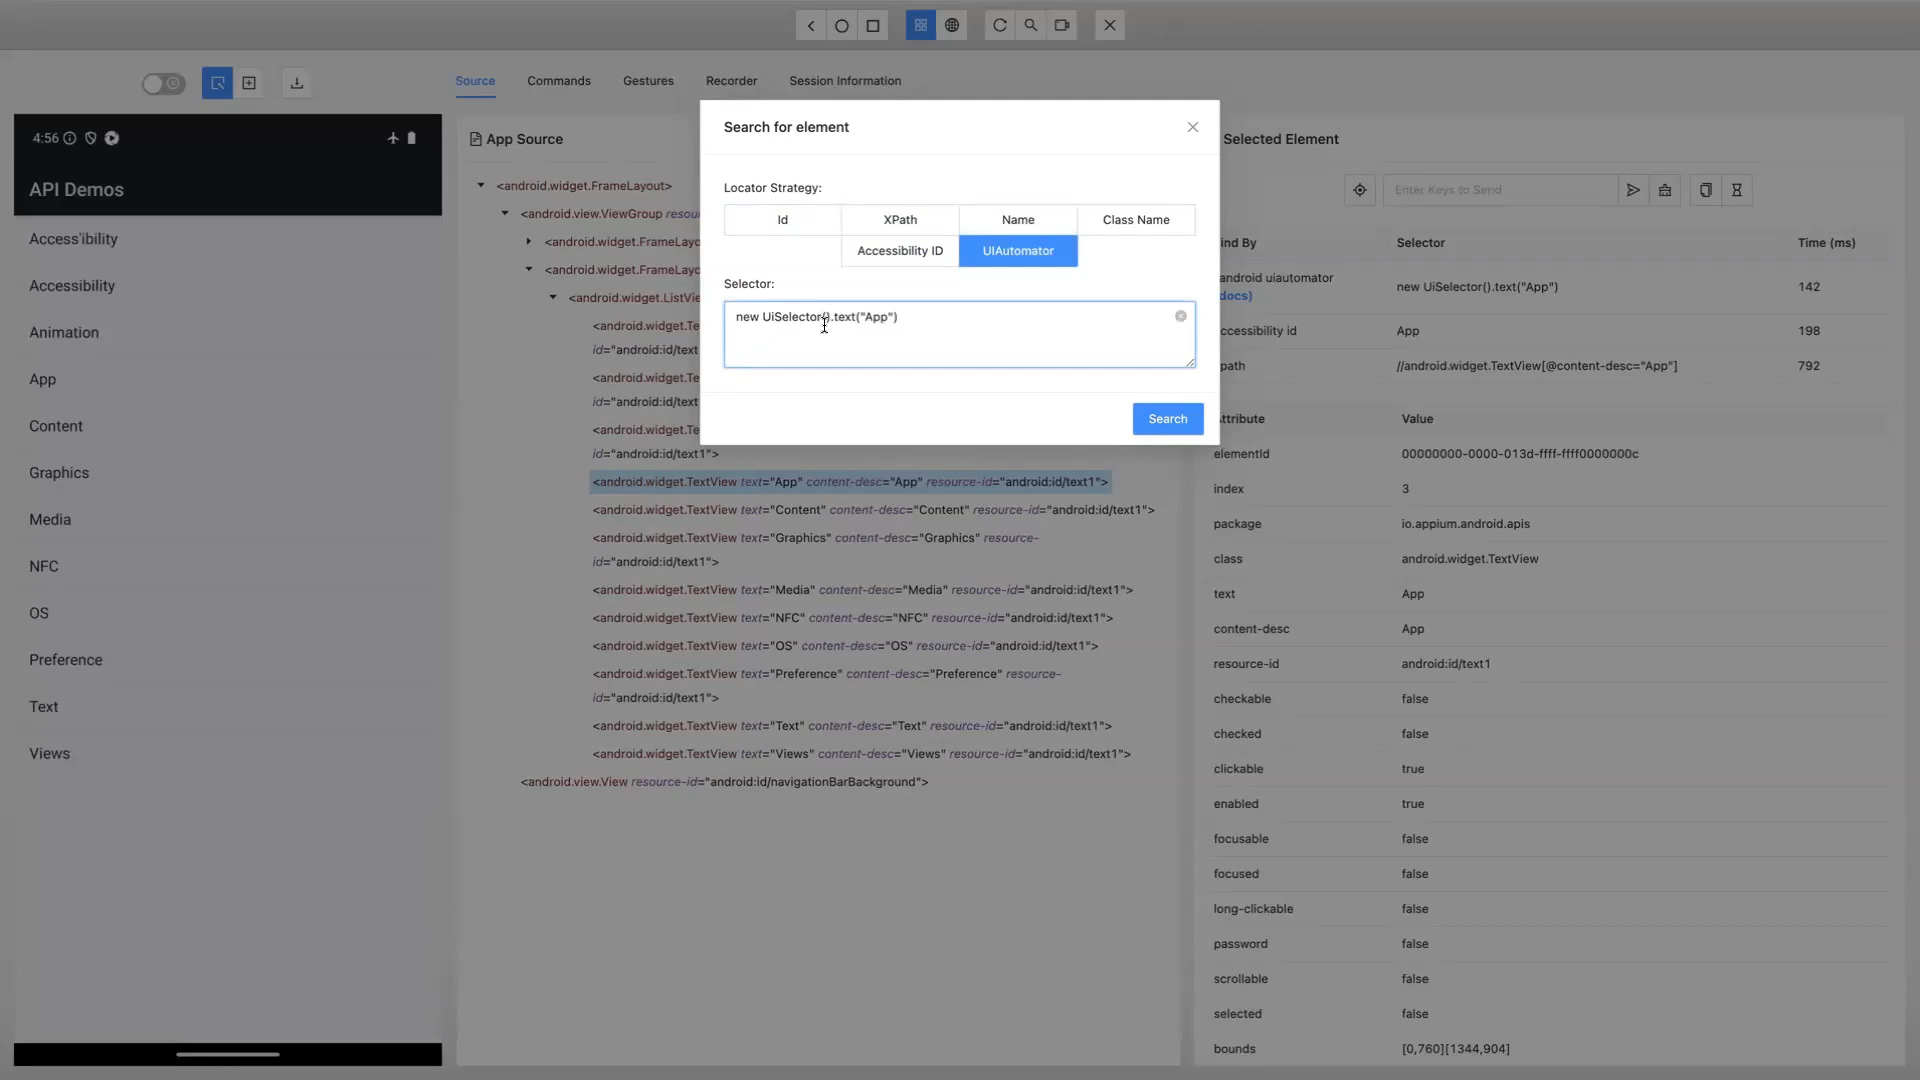 Source
Commands
Gestures
Recorder
Session Information
4:56
API Demos
Access'ibility
Accessibility
Animation
App
Content
Graphics
Media
NFC
OS
Preference
Text
Views
App Source
<android.widget.FrameLayout>
<android.view.ViewGroup resou
<android.widget.FrameLayo
<android.widget.FrameLayo
<android.widget.ListVie
<android.widget.Te
id="android:id/text
<android.widget.Te
id="android:id/text
<android.widget.Te
id="android:id/text1">
<android.widget.TextView text="App" content-desc="App" resource-id="android:id/text1">
<android.widget.TextView text="Content" content-desc="Content" resource-id="android:id/text1">
<android.widget.TextView text="Graphics" content-desc="Graphics" resource-
id="android:id/text1">
<android.widget.TextView text="Media" content-desc="Media" resource-id="android:id/text1">
<android.widget.TextView text="NFC" content-desc="NFC" resource-id="android:id/text1">
<android.widget.TextView text="OS" content-desc="OS" resource-id="android:id/text1">
<android.widget.TextView text="Preference" content-desc="Preference" resource-
id="android:id/text1">
<android.widget.TextView text="Text" content-desc="Text" resource-id="android:id/text1">
<android.widget.TextView text="Views" content-desc="Views" resource-id="android:id/text1">
<android.view.View resource-id="android:id/navigationBarBackground">
Search for element
Locator Strategy:
Id
XPath
Name
Class Name
Accessibility ID
UIAutomator
Selector:
new UiSelector().text("App")
Search
Selected Element
Enter Keys to Send
ind By Selector Time (ms)
android uiautomator
docs)
new UiSelector().text("App") 142
ccessibility id App 198
path //android.widget.TextView[@content-desc="App"] 792
Attribute Value
elementId 00000000-0000-013d-ffff-ffff0000000c
index 3
package io.appium.android.apis
class android.widget.TextView
text App
content-desc App
resource-id android:id/text1
checkable false
checked false
clickable true
enabled true
focusable false
focused false
long-clickable false
password false
scrollable false
selected false
bounds [0,760][1344,904]